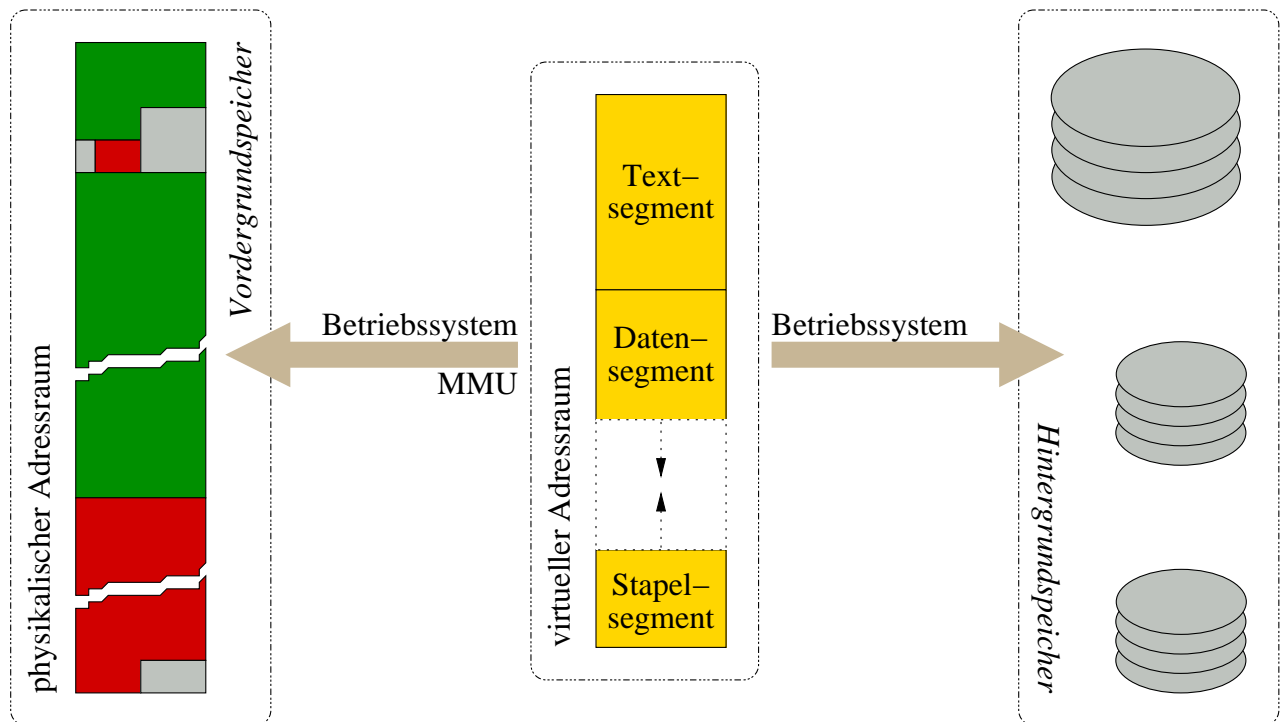 physikalischer Adressraum
Vordergrundspeicher
Betriebssystem
MMU
virtueller Adressraum
Text–
segment
Daten–
segment
Stapel–
segment
Betriebssystem
Hintergrundspeicher